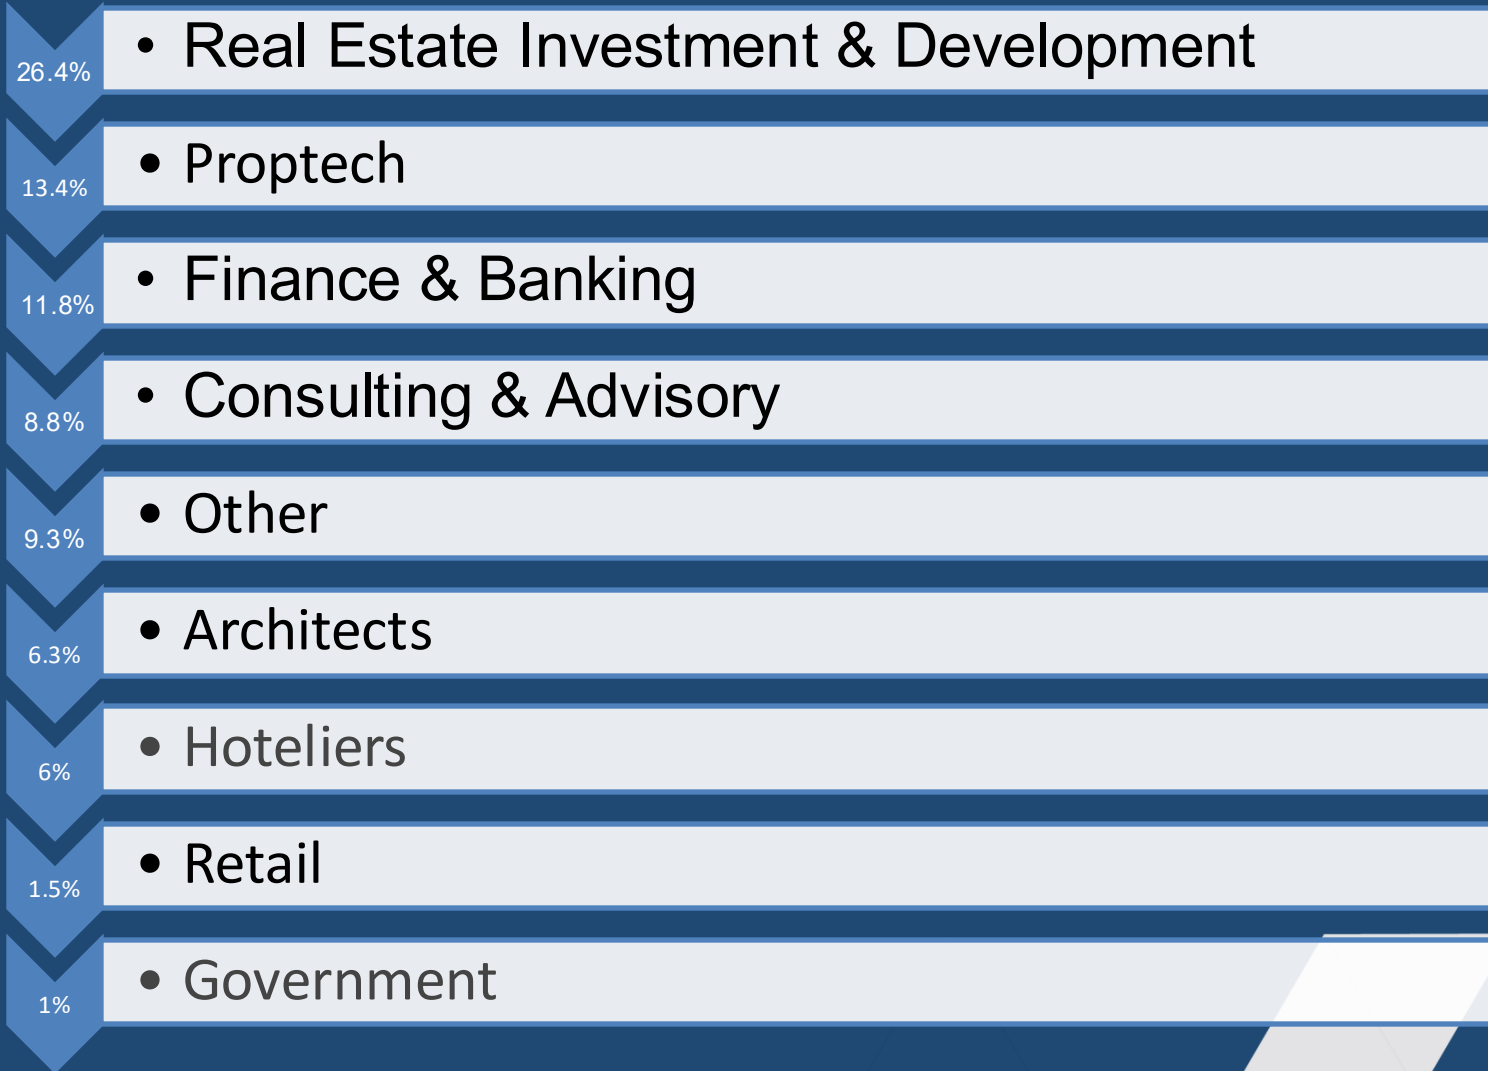 26.4%
• Real Estate Investment & Development
13.4%
• Proptech
11.8%
• Finance & Banking
8.8%
• Consulting & Advisory
9.3%
• Other
6.3%
• Architects
6%
• Hoteliers
1.5%
• Retail
1%
• Government